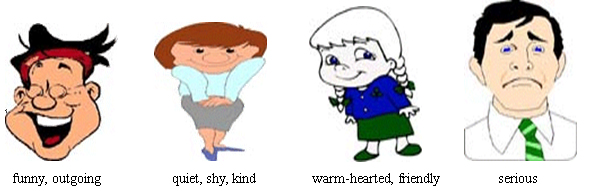 funny, outgoing
quiet, shy, kind
warm-hearted, friendly
serious